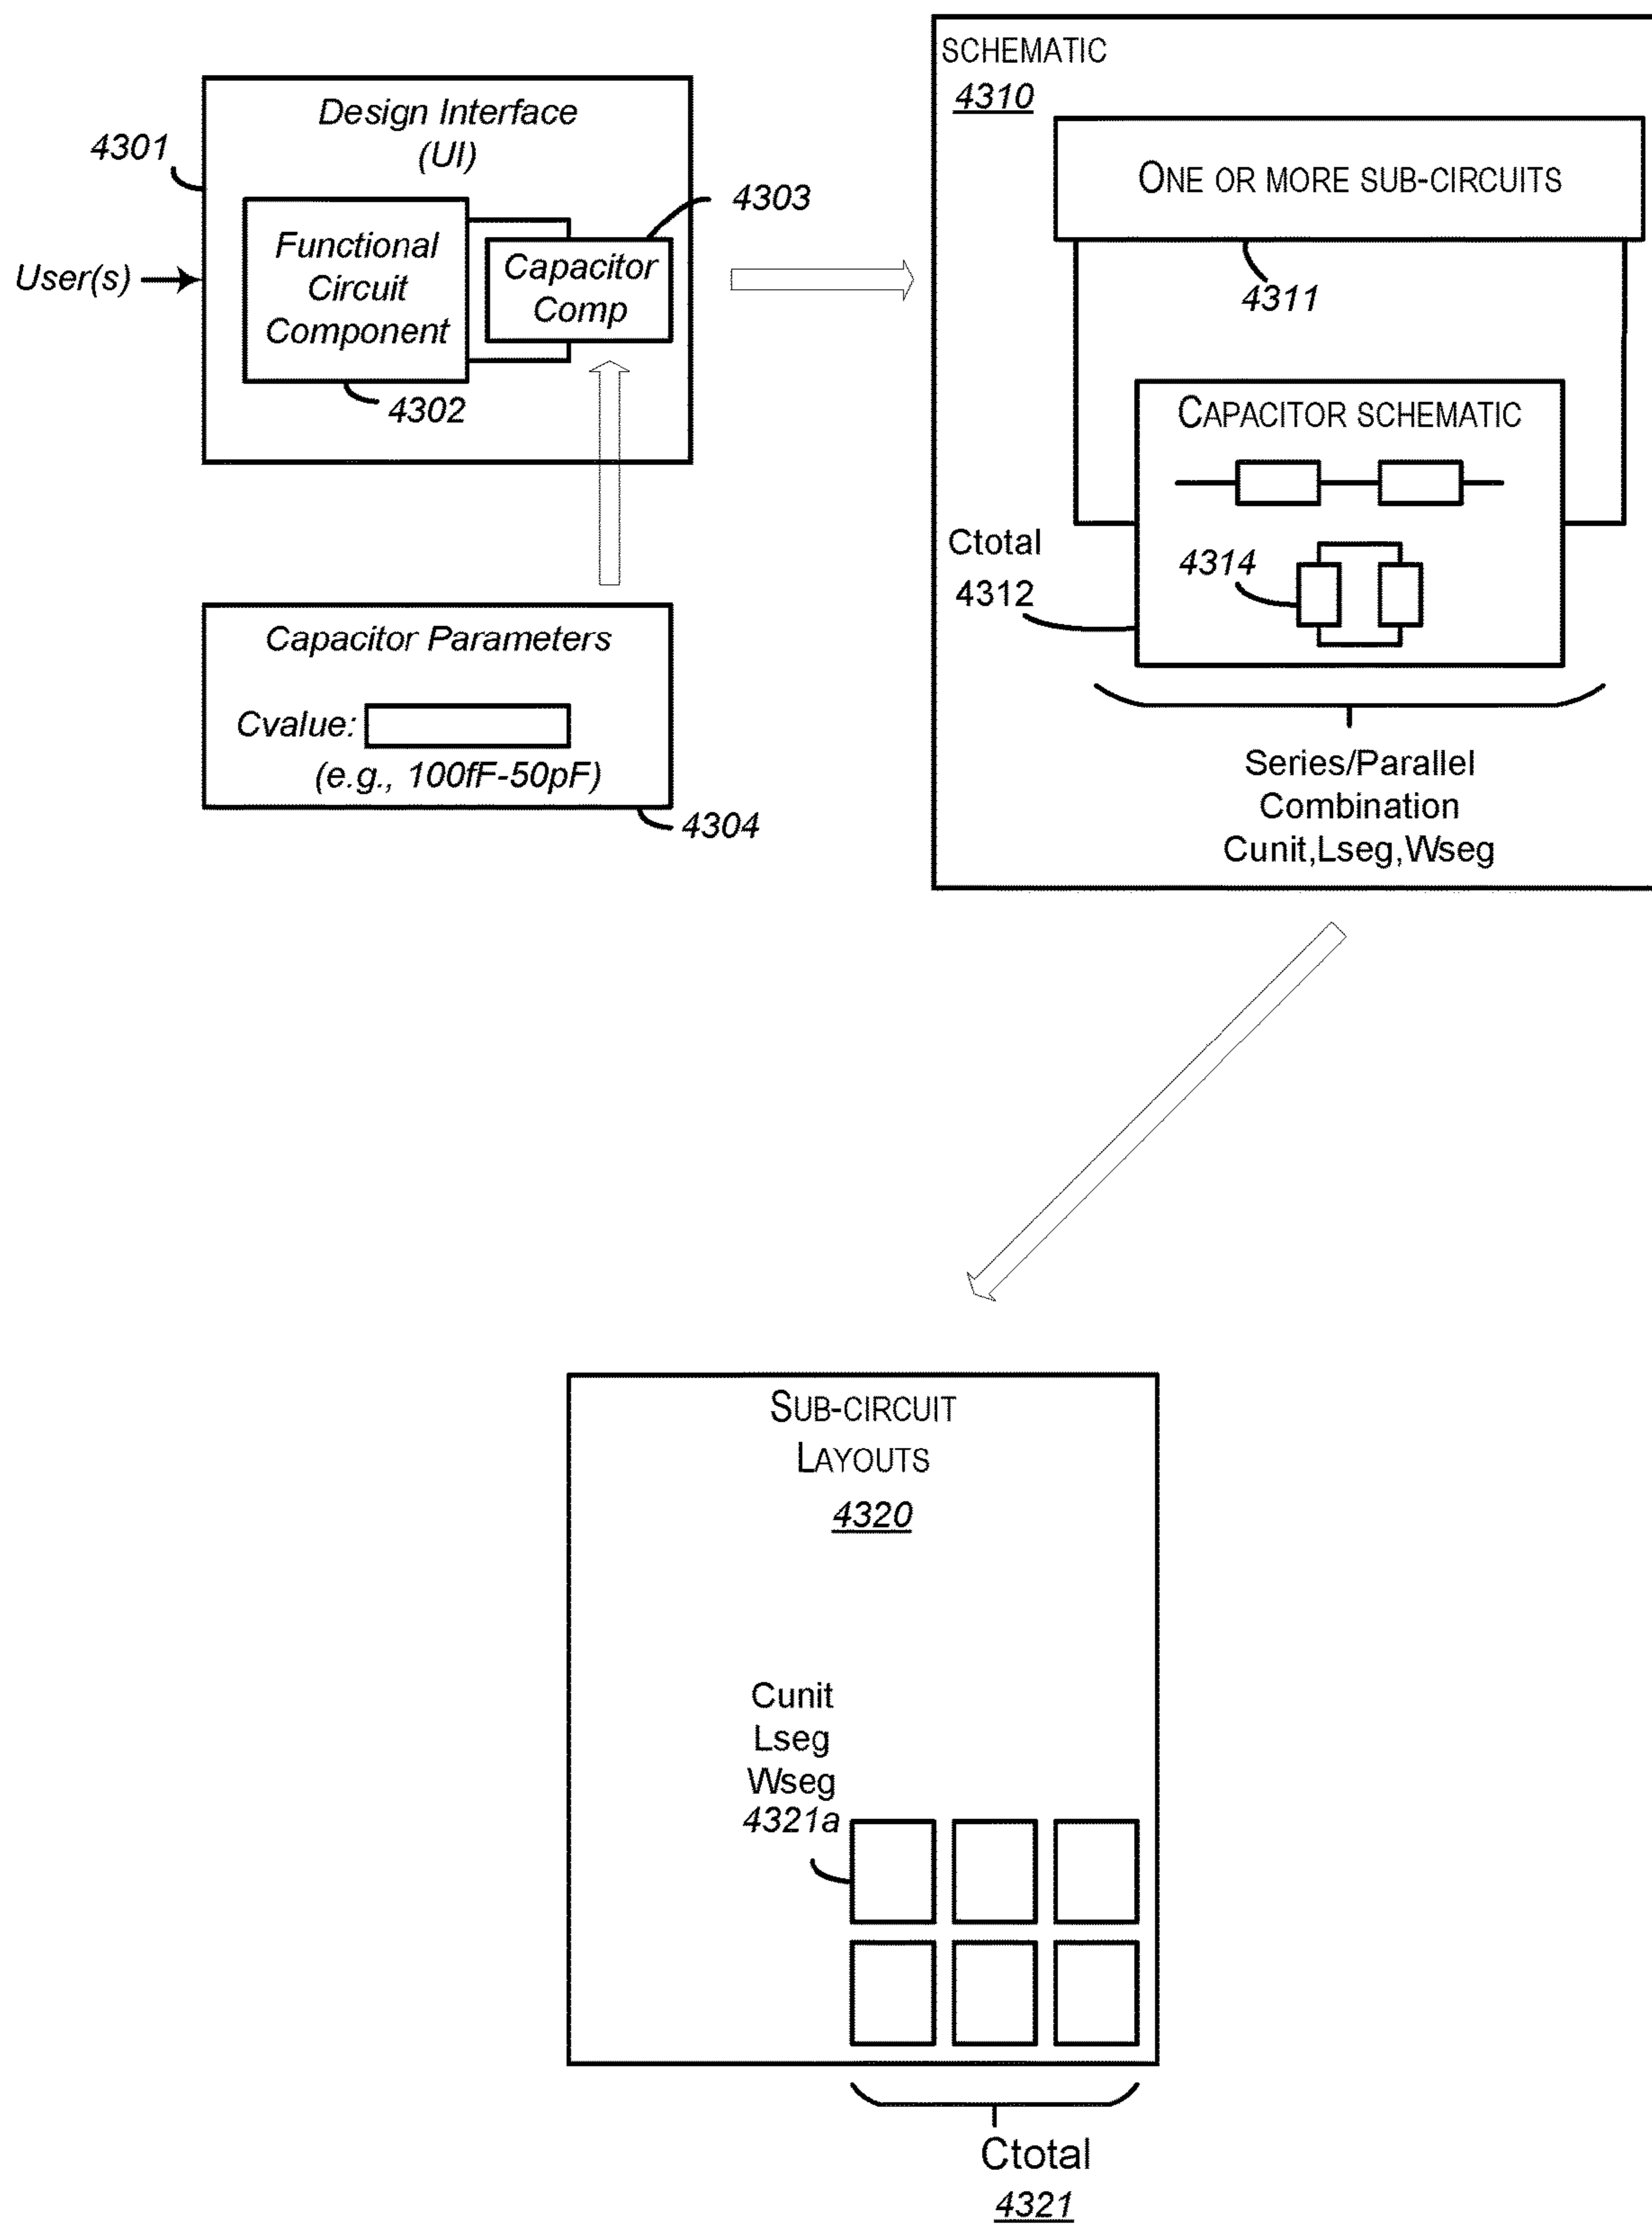 Design Interface
(UI)
4301
4303
Functional
Circuit
Component
Capacitor
Comp
User(s)
4302
Capacitor Parameters
Cvalue:
(e.g., 100fF-50pF)
4304
SCHEMATIC
4310
ONE OR MORE SUB-CIRCUITS
4311
CAPACITOR SCHEMATIC
Ctotal
4312
4314
Series/Parallel
Combination
Cunit,Lseg,Wseg
SUB-CIRCUIT
LAYOUTS
4320
Cunit
Lseg
Wseg
4321a
Ctotal
4321